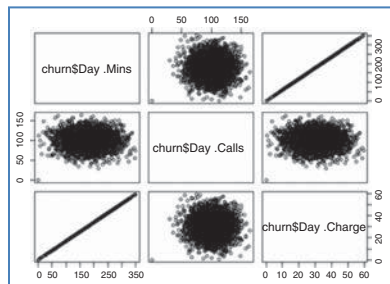 0 50 100 150
churn$Day .Mins
0 100 200 300
0 50 100 150
churn$Day .Calls
churn$Day .Charge
0 20 40 60
0 50 150 250 350
0 10 20 30 40 50 60